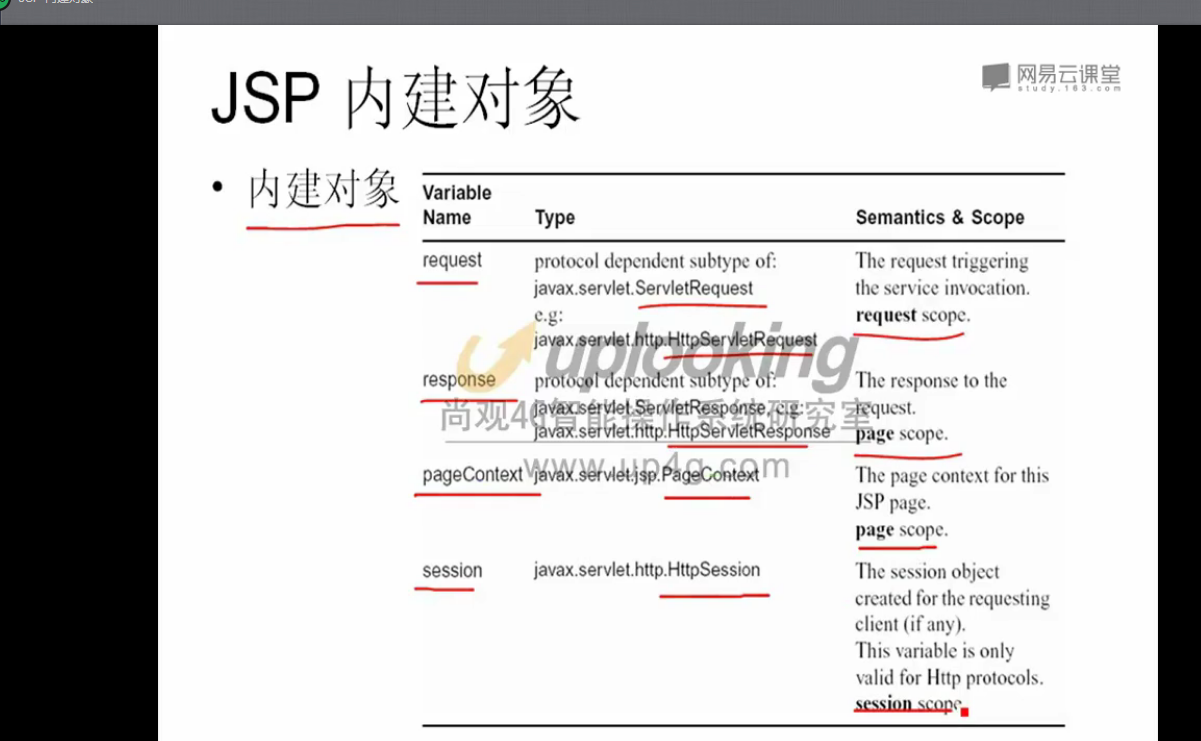 JSP 内建对象
网易云课堂
study.163.com
• 内建对象
Variable Name Type Semantics & Scope
request protocol dependent subtype of: The request triggering
javax.servlet.ServletRequest the service invocation.
e.g: request scope.
javax.servlet.http.HttpServletRequest
uplooking
response protocol dependent subtype of: The response to the
javax.servlet.ServletResponse, e.g: request.
尚观4G智能操作系统研究室
javax.servlet.http.HttpServletResponse page scope.
www.up4g.com
pageContext javax.servlet.jsp.PageContext The page context for this
JSP page.
page scope.
session javax.servlet.http.HttpSession The session object
created for the requesting
client (if any).
This variable is only
valid for Http protocols.
session scope